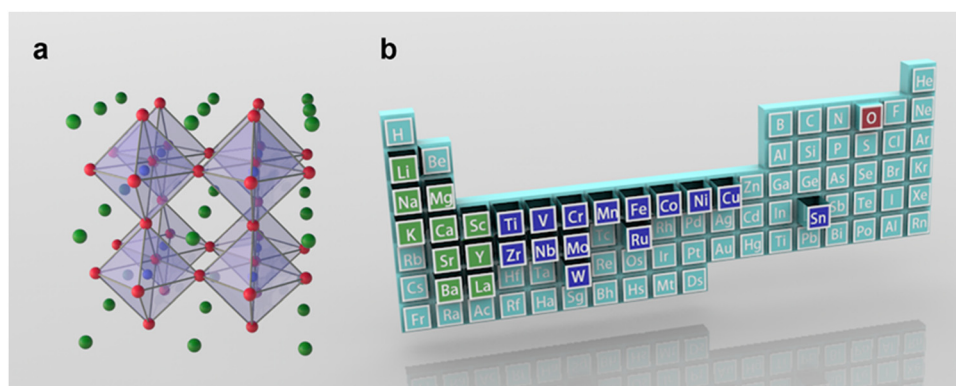 a
b
H He
Li Be B C N O F Ne
Na Mg Al Si P S Cl Ar
K Ca Sc Ti V Cr Mn Fe Co Ni Cu Zn Ga Ge As Se Br Kr
Rb Sr Y Zr Nb Mo Tc Ru Rh Pd Ag Cd In Sn Sb Te I Xe
Cs Ba La Hf Ta W Re Os Ir Pt Au Hg Ti Pb Bi Po Al Rn
Fr Ra Ac Rf Ha Sg Bh Hs Mt Ds